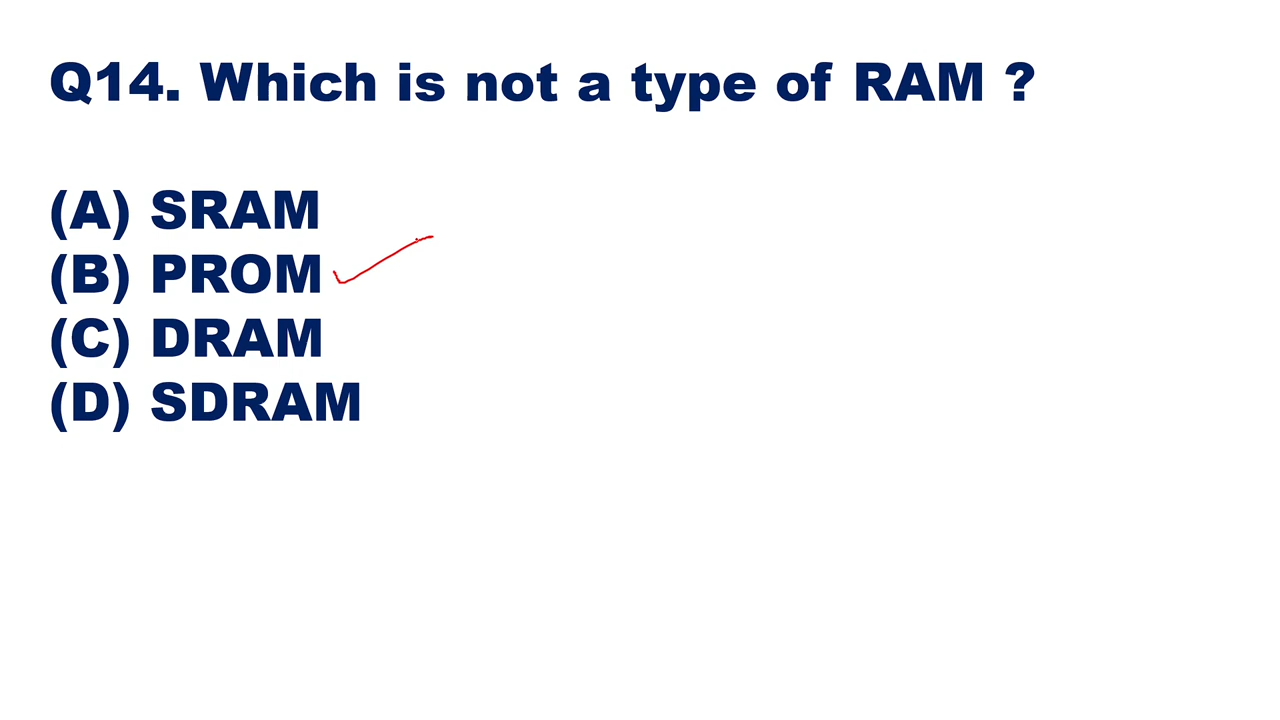 Q14. Which is not a type of RAM ?
(A) SRAM
(B) PROM
(C) DRAM
(D) SDRAM